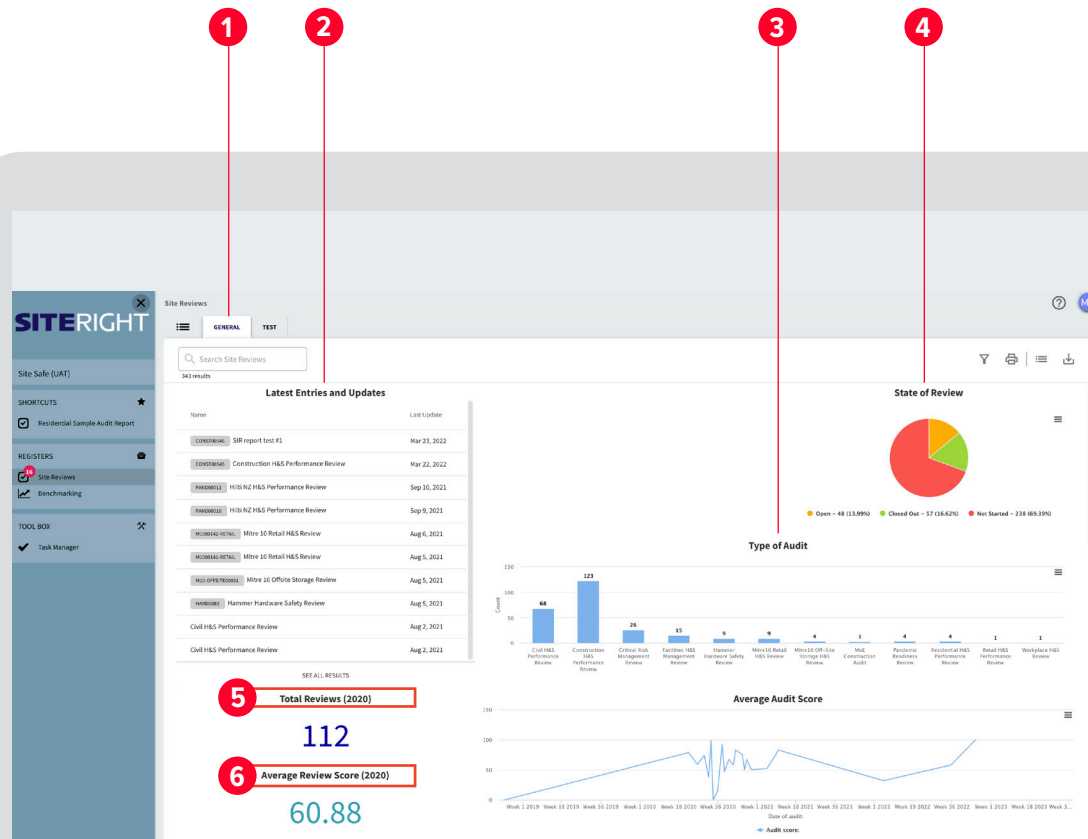 1
2
3
4
Site Reviews
SITERIGHT
GENERAL
TEST
Search Site Reviews
343 results
Site Safe (UAT)
SHORTCUTS
Residential Sample Audit Report
REGISTERS
16
Site Reviews
Benchmarking
TOOL BOX
Task Manager
Latest Entries and Updates
Name Last Update
CONST00546 SIR report test #1 Mar 23, 2022
CONST00545 Construction H&S Performance Review Mar 22, 2022
PAND00011 Hilti NZ H&S Performance Review Sep 10, 2021
PAND00010 Hilti NZ H&S Performance Review Sep 9, 2021
Mitre 10 Retail H&S Review Aug 6, 2021
Mitre 10 Retail H&S Review Aug 5, 2021
Mitre 10 Offsite Storage Review Aug 5, 2021
Hammer Hardware Safety Review Aug 5, 2021
Civil H&S Performance Review Aug 2, 2021
Civil H&S Performance Review Aug 2, 2021
SEE ALL RESULTS
5
Total Reviews (2020)
112
6
Average Review Score (2020)
60.88
State of Review
Open – 48 (13.99%) Closed Out – 57 (16.62%) Not Started – 238 (69.39%)
Type of Audit
Count
150
100
50
0
68
123
26
15
9
9
4
3
4
4
1
1
Civil H&S
Performance
Review
Construction
H&S
Performance
Review
Critical Risk
Management
Review
Facilities H&S
Management
Review
Hammer
Hardware Safety
Review
Mitre10 Retail
H&S Review
Mitre10 Off-Site
Storage H&S
Review
MoE
Construction
Audit
Pandemic
Readiness
Review
Residential H&S
Performance
Review
Retail H&S
Performance
Review
Workplace H&S
Review
Average Audit Score
150
100
50
0
Week 1 2019 Week 18 2019 Week 36 2019 Week 1 2020 Week 18 2020 Week 36 2020 Week 1 2021 Week 18 2021 Week 36 2021 Week 1 2022 Week 19 2022 Week 36 2022 Week 1 2023 Week 18 2023 Week 3...
Date of audit
Audit score: